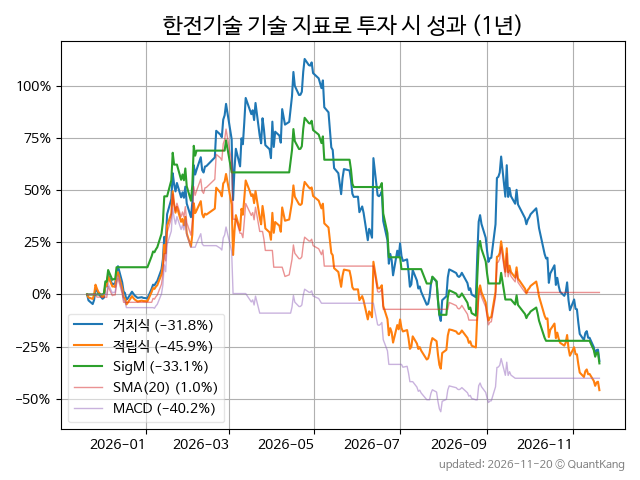 한전기술 기술 지표로 투자 시 성과 (1년)
100%
75%
50%
25%
0%
−25%
−50%
거치식 (−31.8%)
적립식 (−45.9%)
SigM (−33.1%)
SMA(20) (1.0%)
MACD (−40.2%)
2026-01 2026-03 2026-05 2026-07 2026-09 2026-11
updated: 2026-11-20 © QuantKang